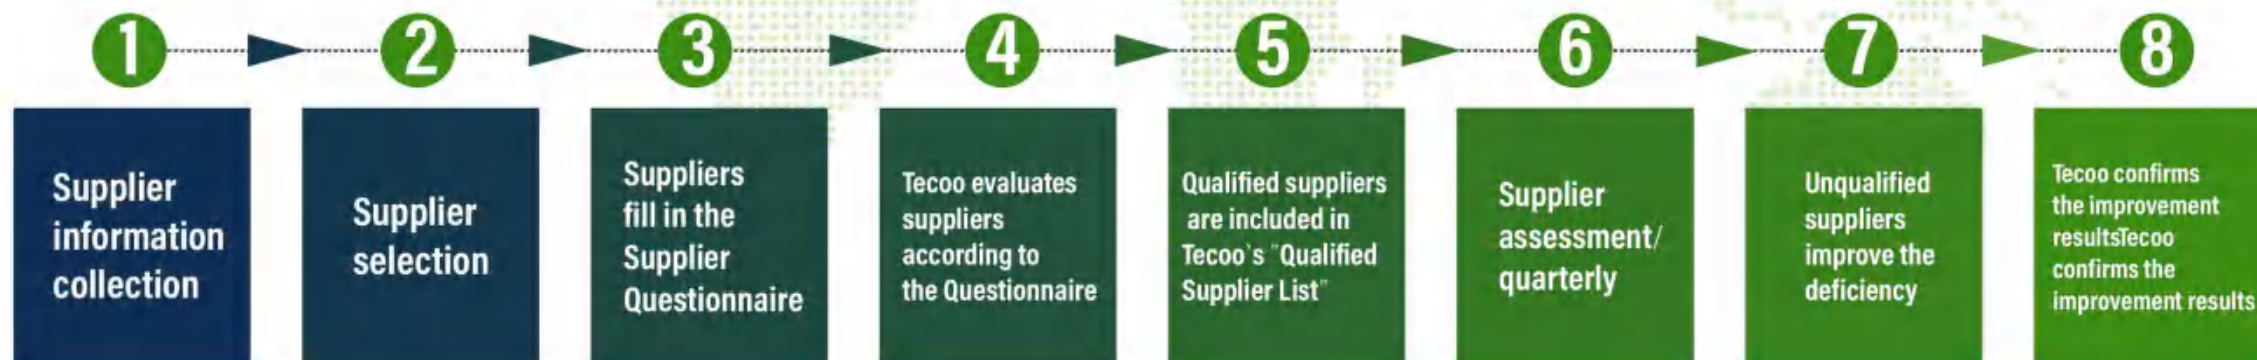 1
2
3
4
5
6
7
8
Supplier
information
collection
Supplier
selection
Suppliers
fill in the
Supplier
Questionnaire
Tecoo evaluates
suppliers
according to
the Questionnaire
Qualified suppliers
are included in
Tecoo's "Qualified
Supplier List"
Supplier
assessment/
quarterly
Unqualified
suppliers
improve the
deficiency
Tecoo confirms
the improvement
resultsTecoo
confirms the
improvement results